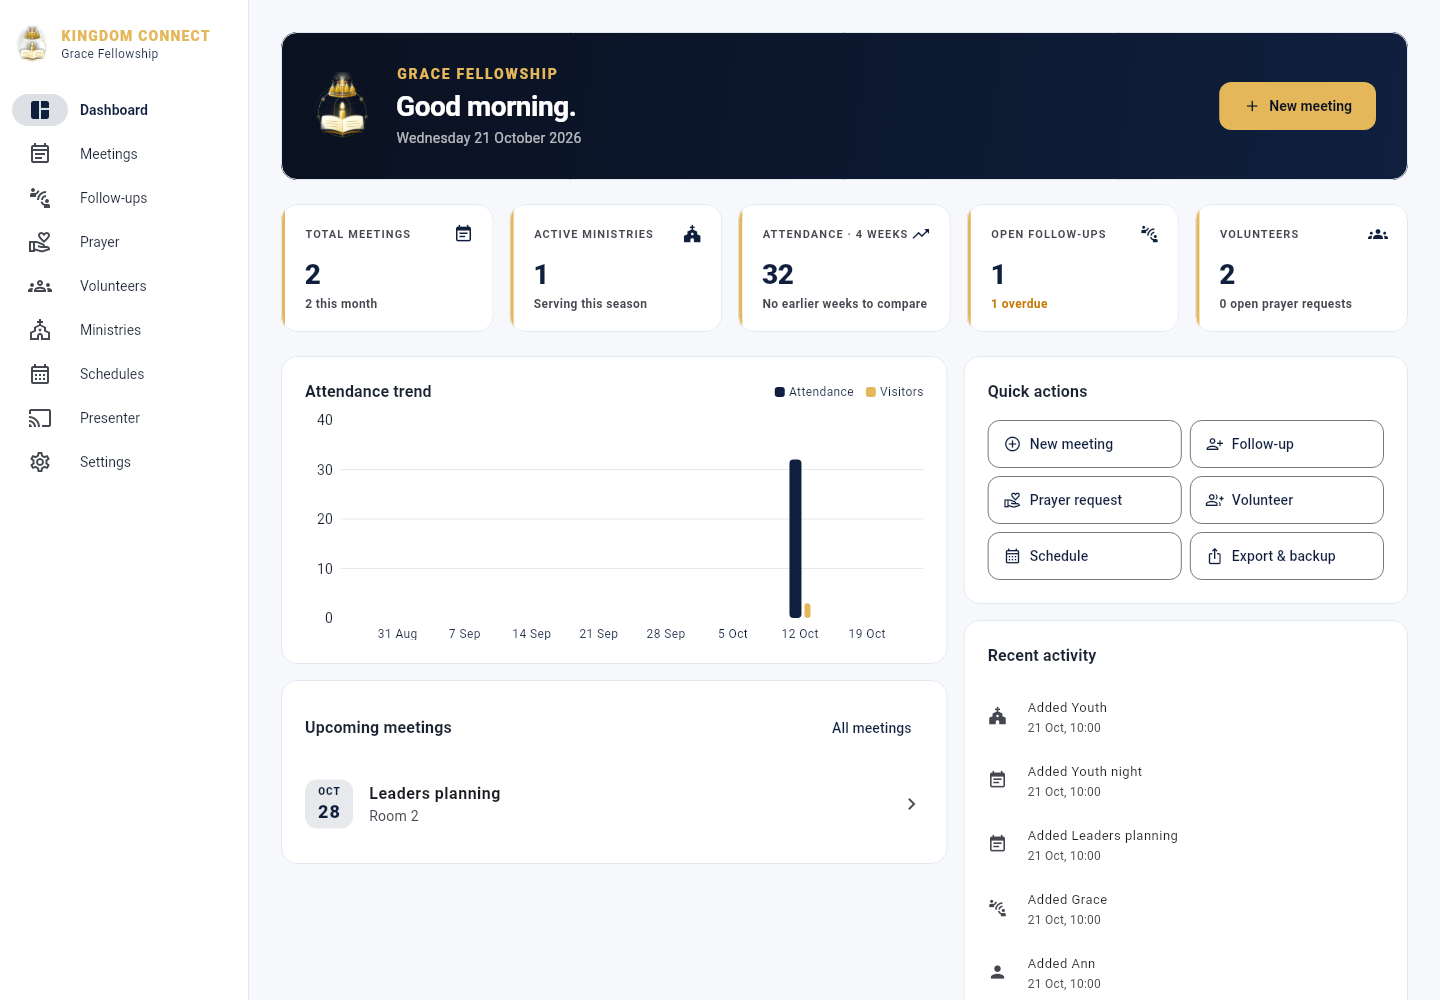 KINGDOM CONNECT
Grace Fellowship
Dashboard
Meetings
Follow-ups
Prayer
Volunteers
Ministries
Schedules
Presenter
Settings
GRACE FELLOWSHIP
Good morning.
Wednesday 21 October 2026
New meeting
TOTAL MEETINGS
2
2 this month
ACTIVE MINISTRIES
1
Serving this season
ATTENDANCE · 4 WEEKS
32
No earlier weeks to compare
OPEN FOLLOW-UPS
1
1 overdue
VOLUNTEERS
2
0 open prayer requests
Attendance trend
Attendance
Visitors
40
30
20
10
0
31 Aug
7 Sep
14 Sep
21 Sep
28 Sep
5 Oct
12 Oct
19 Oct
Upcoming meetings
All meetings
OCT
28
Leaders planning
Room 2
Quick actions
New meeting
Follow-up
Prayer request
Volunteer
Schedule
Export & backup
Recent activity
Added Youth
21 Oct, 10:00
Added Youth night
21 Oct, 10:00
Added Leaders planning
21 Oct, 10:00
Added Grace
21 Oct, 10:00
Added Ann
21 Oct, 10:00